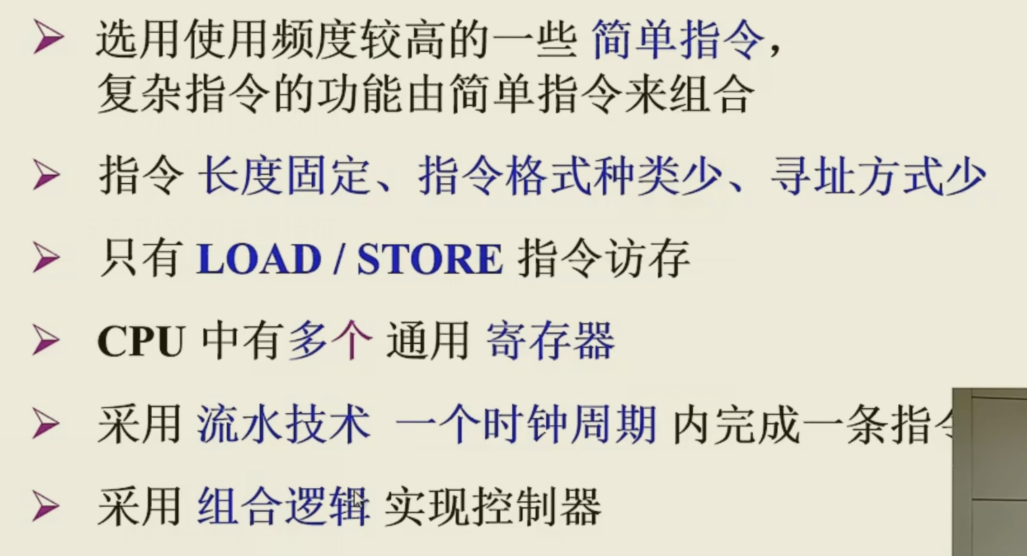 选用使用频度较高的一些 简单指令，
复杂指令的功能由简单指令来组合
指令 长度固定、指令格式种类少、寻址方式少
只有 LOAD / STORE 指令访存
CPU 中有多个 通用 寄存器
采用 流水技术 一个时钟周期 内完成一条指令
采用 组合逻辑 实现控制器